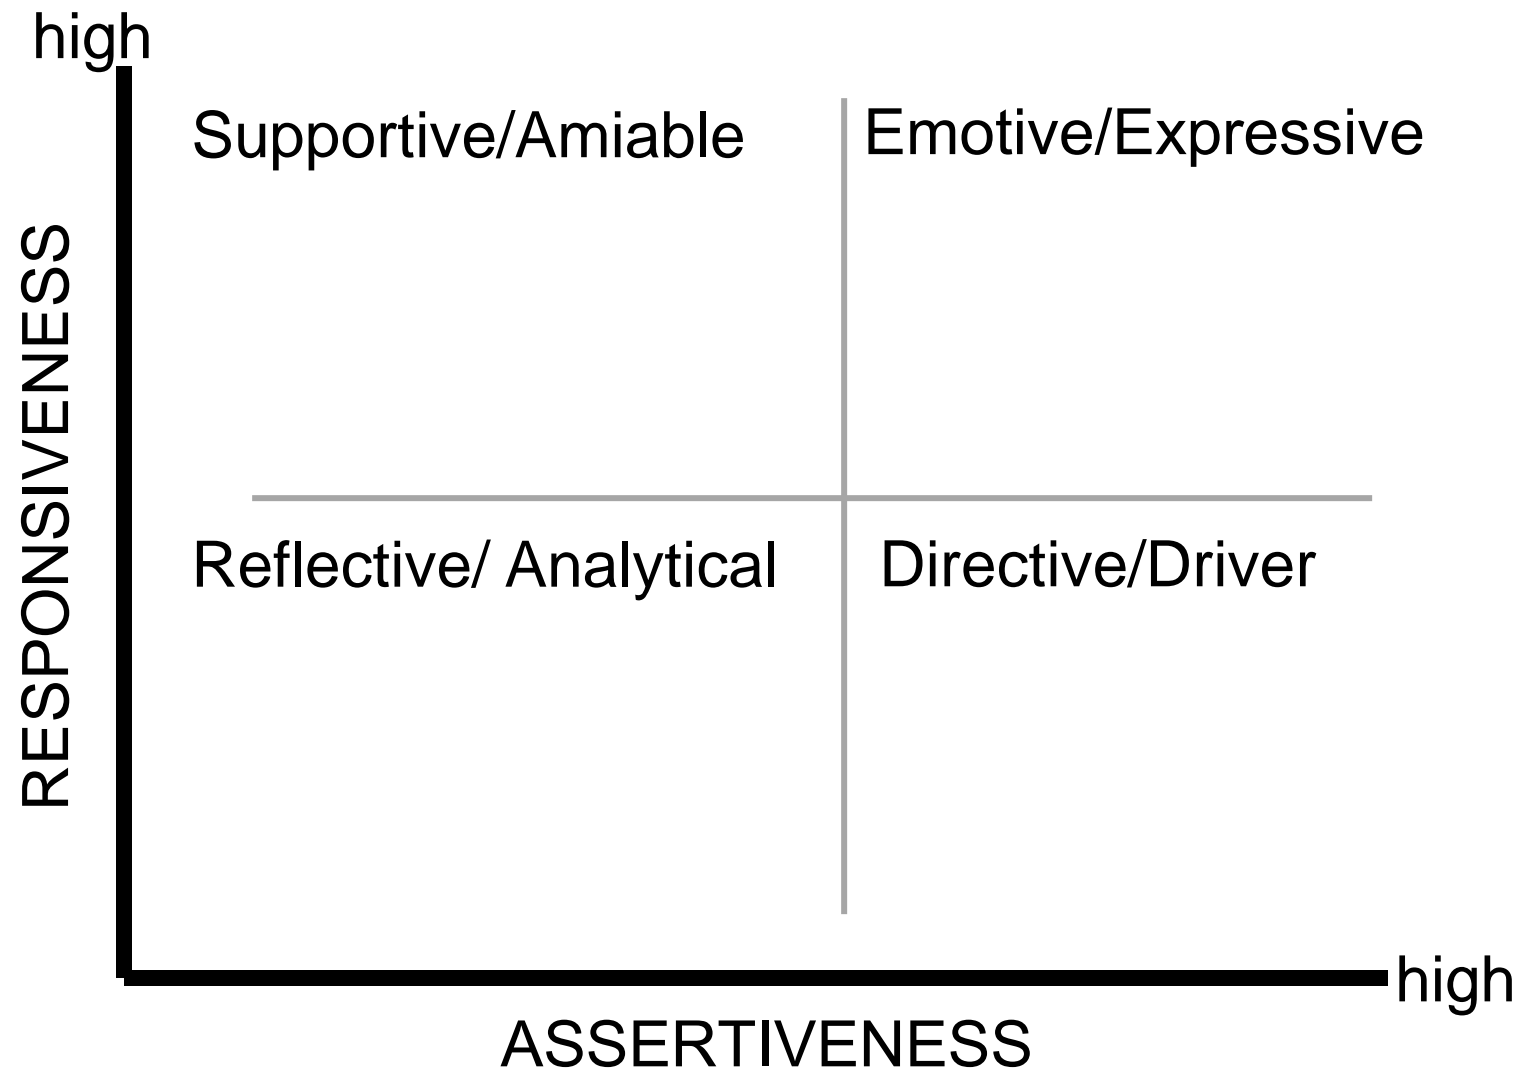 high
Supportive/Amiable
Emotive/Expressive
RESPONSIVENESS
Reflective/ Analytical
Directive/Driver
high
ASSERTIVENESS